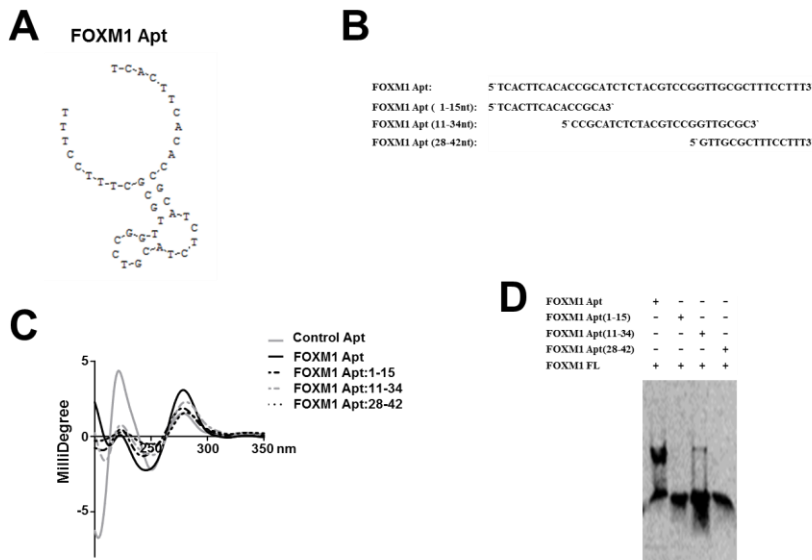 A
FOXM1 Apt
T-C-A-C-T
B
FOXM1 Apt: 5`TCACTTCACACCGCATCTCTACGTCCGGTTGCGCTTTCCTTT3
FOXM1 Apt ( 1-15nt): 5`TCACTTCACACCGCA3`
FOXM1 Apt (11-34nt): 5`CCGCATCTCTACGTCCGGTTGCGC3`
FOXM1 Apt (28-42nt): 5`GTTGCGCTTTCCTTT3
C
Control Apt
FOXM1 Apt
FOXM1 Apt:1-15
FOXM1 Apt:11-34
FOXM1 Apt:28-42
MilliDegree
5
0
-5
250
300
350 nm
D
FOXM1 Apt + - - -
FOXM1 Apt(1-15) - + - -
FOXM1 Apt(11-34) - - + -
FOXM1 Apt(28-42) - - - +
FOXM1 FL + + + +